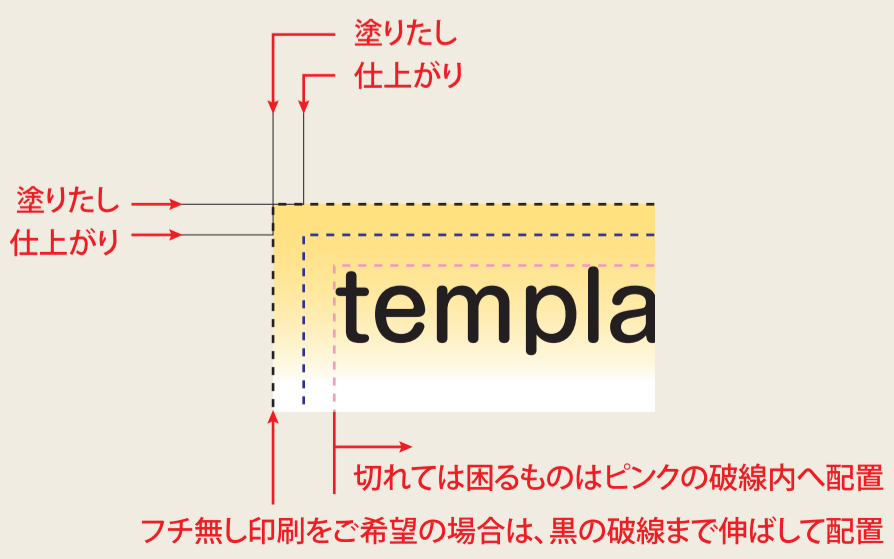 塗りたし
仕上がり
塗りたし
仕上がり
templa
切れては困るものはピンクの破線内へ配置
フチ無し印刷をご希望の場合は、黒の破線まで伸ばして配置